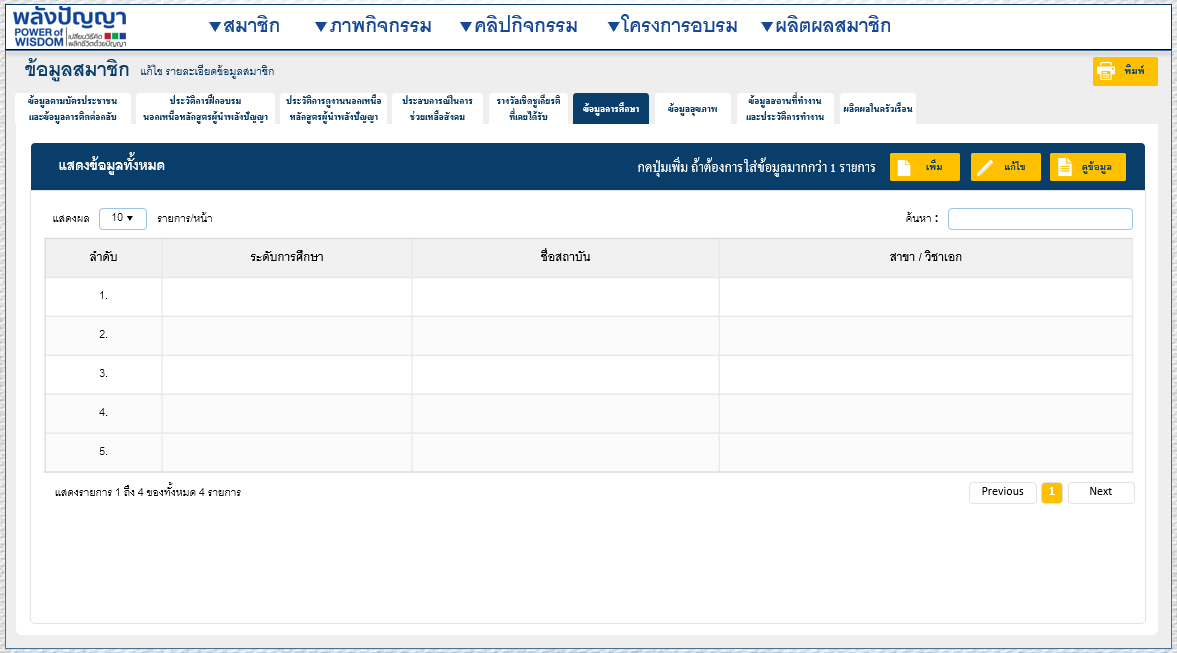 พลังปัญญา
POWER of
WISDOM
เปลี่ยนวิธีคิด
พลิกชีวิตด้วยปัญญา
▼สมาชิก ▼ภาพกิจกรรม ▼คลิปกิจกรรม ▼โครงการอบรม ▼ผลิตผลสมาชิก
ข้อมูลสมาชิก แก้ไข รายละเอียดข้อมูลสมาชิก
พิมพ์
ข้อมูลตามบัตรประชาชน
และข้อมูลการติดต่อกลับ
ประวัติการฝึกอบรม
นอกเหนือหลักสูตรผู้นำพลังปัญญา
ประวัติการดูงานนอกเหนือ
หลักสูตรผู้นำพลังปัญญา
ประสบการณ์ในการ
ช่วยเหลือสังคม
รางวัลเชิดชูเกียรติ
ที่เคยได้รับ
ข้อมูลการศึกษา
ข้อมูลสุขภาพ
ข้อมูลสถานที่ทำงาน
และประวัติการทำงาน
ผลิตผลในครัวเรือน
แสดงข้อมูลทั้งหมด
กดปุ่มเพิ่ม ถ้าต้องการใส่ข้อมูลมากกว่า 1 รายการ
เพิ่ม
แก้ไข
ดูข้อมูล
แสดงผล 10 ▼ รายการ/หน้า
ค้นหา :
ลำดับ ระดับการศึกษา ชื่อสถาบัน สาขา / วิชาเอก
1.
2.
3.
4.
5.
แสดงรายการ 1 ถึง 4 ของทั้งหมด 4 รายการ
Previous 1 Next